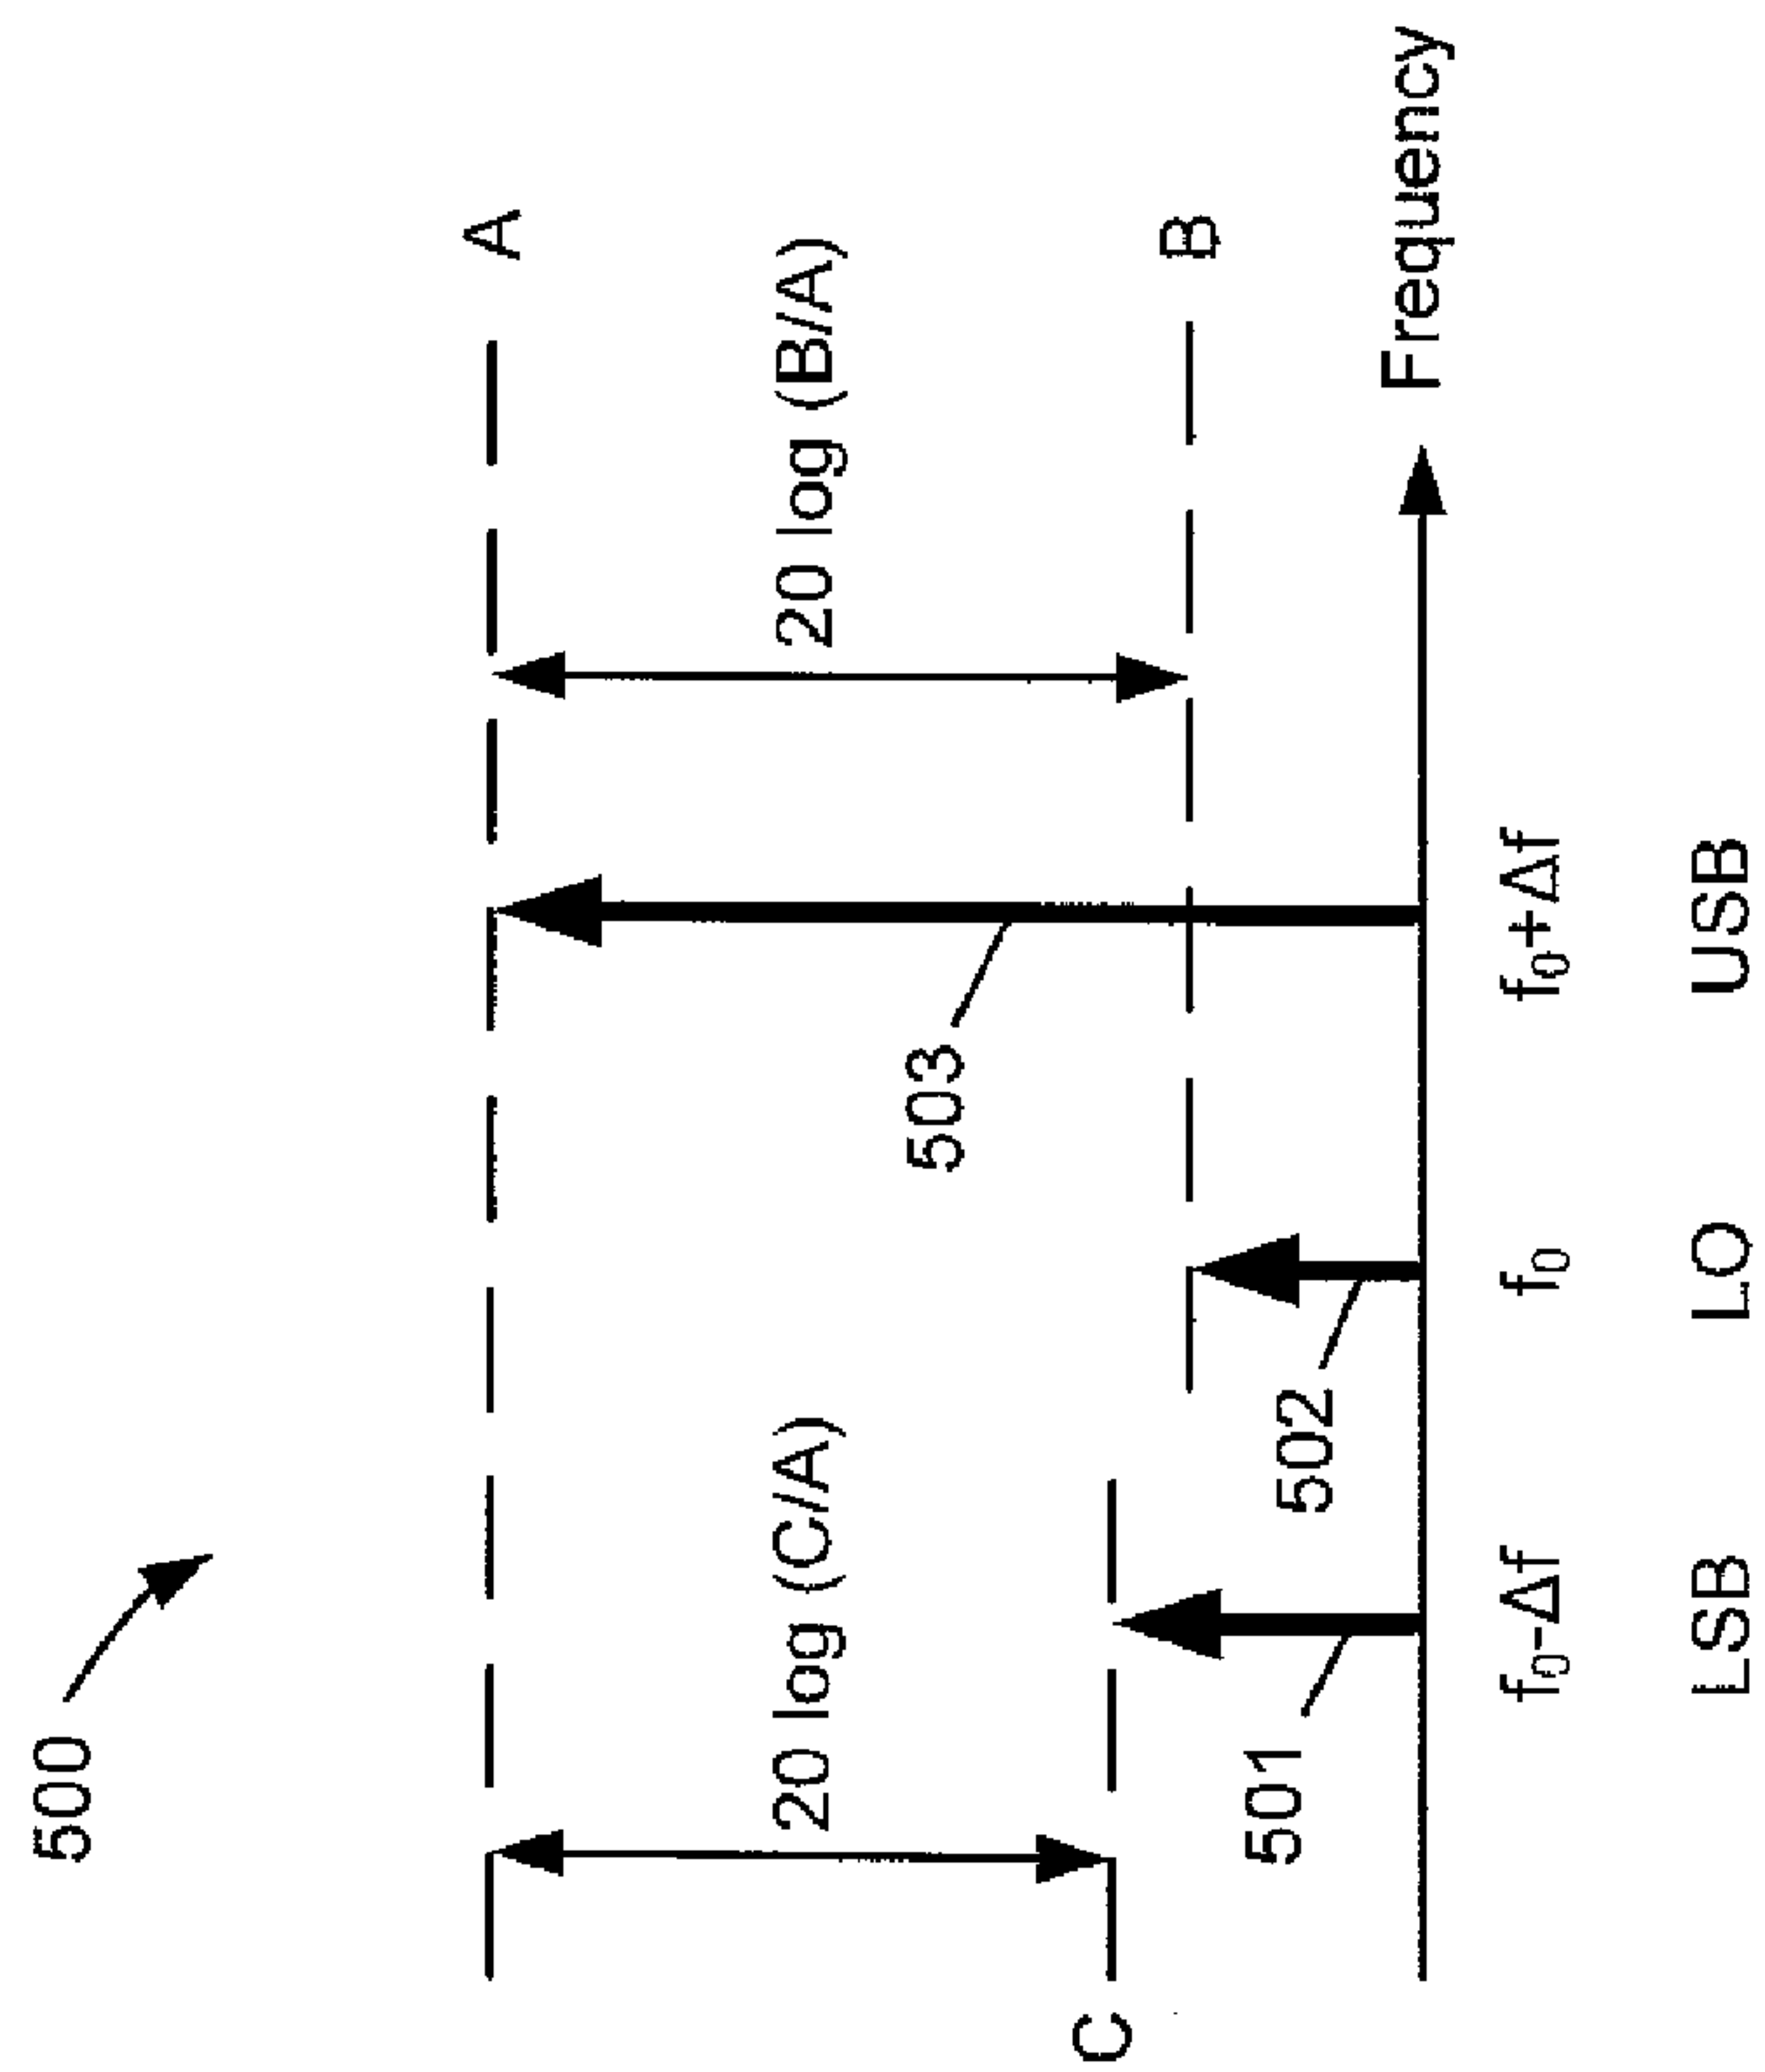 500
A
20 log (C/A)
20 log (B/A)
503
C
B
501
502
Frequency
f₀-Δf
f₀
f₀+Δf
LSB
LO
USB